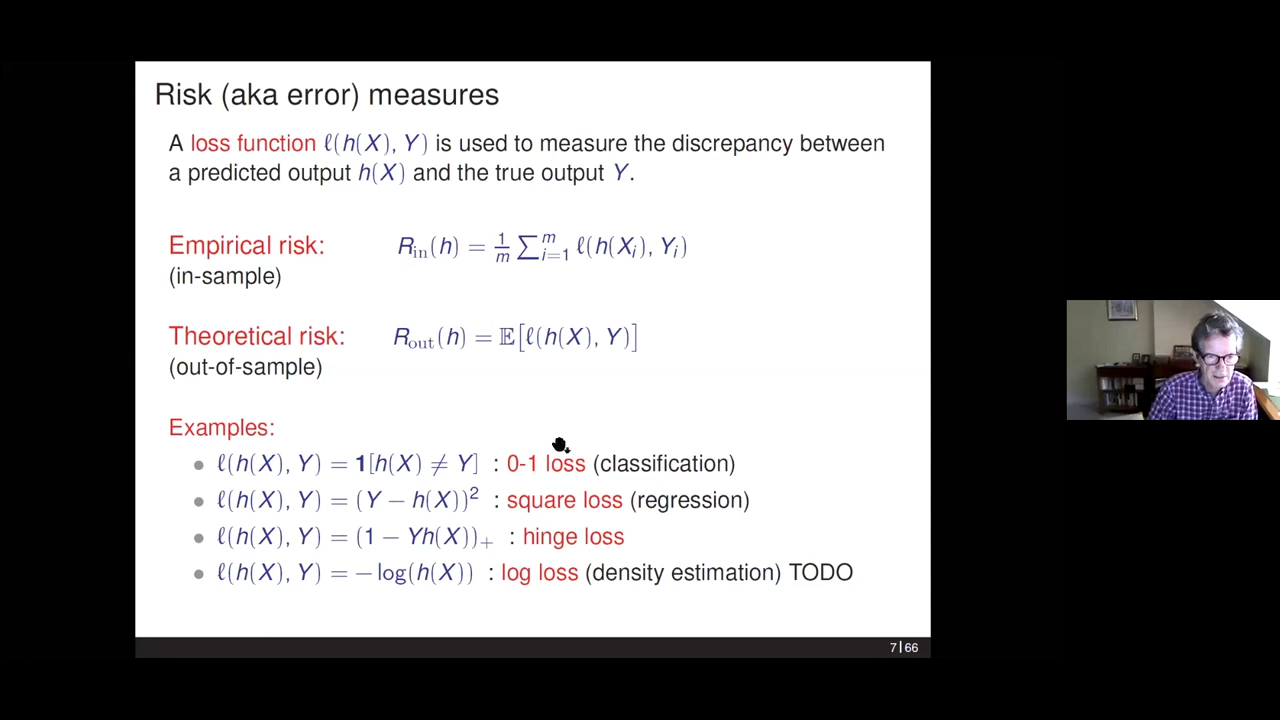 Risk (aka error) measures
A loss function ℓ(h(X), Y) is used to measure the discrepancy between
a predicted output h(X) and the true output Y.
Empirical risk: R_in(h) = 1/m ∑_{i=1}^m ℓ(h(X_i), Y_i)
(in-sample)
Theoretical risk: R_out(h) = 𝔼[ℓ(h(X), Y)]
(out-of-sample)
Examples:
• ℓ(h(X), Y) = 1[h(X) ≠ Y] : 0-1 loss (classification)
• ℓ(h(X), Y) = (Y − h(X))² : square loss (regression)
• ℓ(h(X), Y) = (1 − Yh(X))₊ : hinge loss
• ℓ(h(X), Y) = − log(h(X)) : log loss (density estimation) TODO
7|66